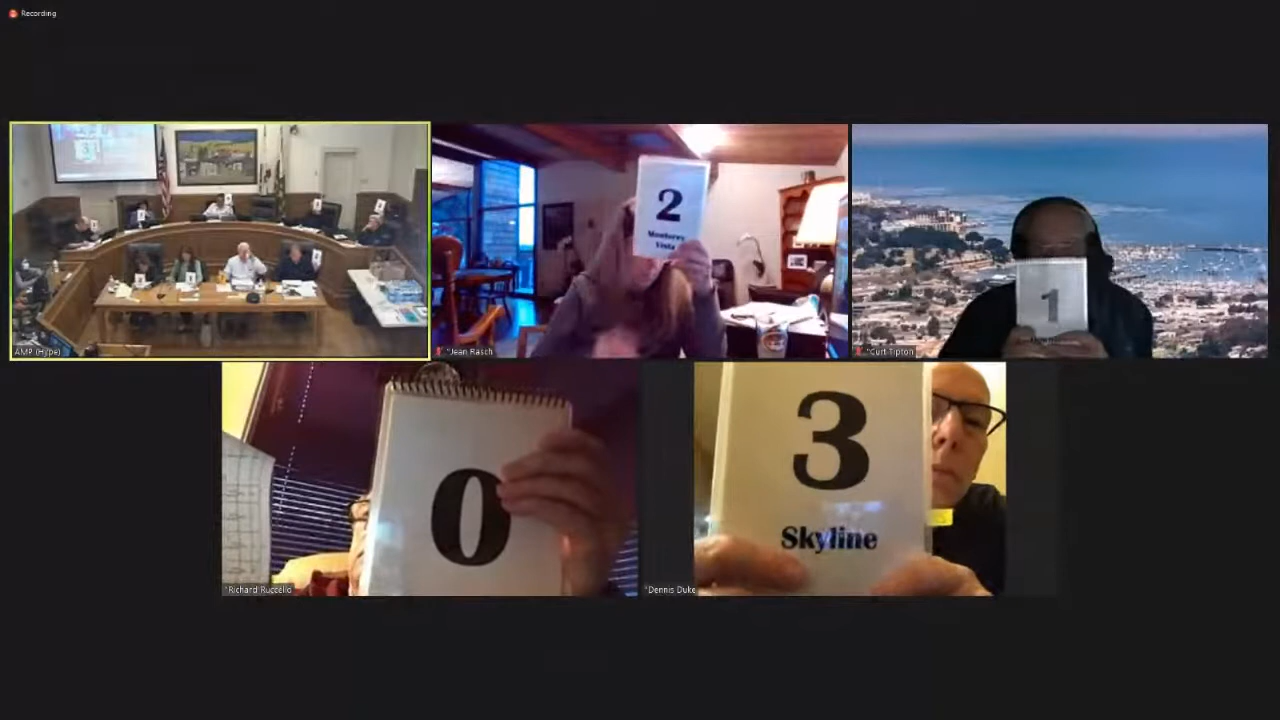 Recording
2
Monterey
Vista
1
AMP (Hype)
*Jean Rasch
*Curt Tipton
0
3
Skyline
*Richard Ruccello
*Dennis Duke